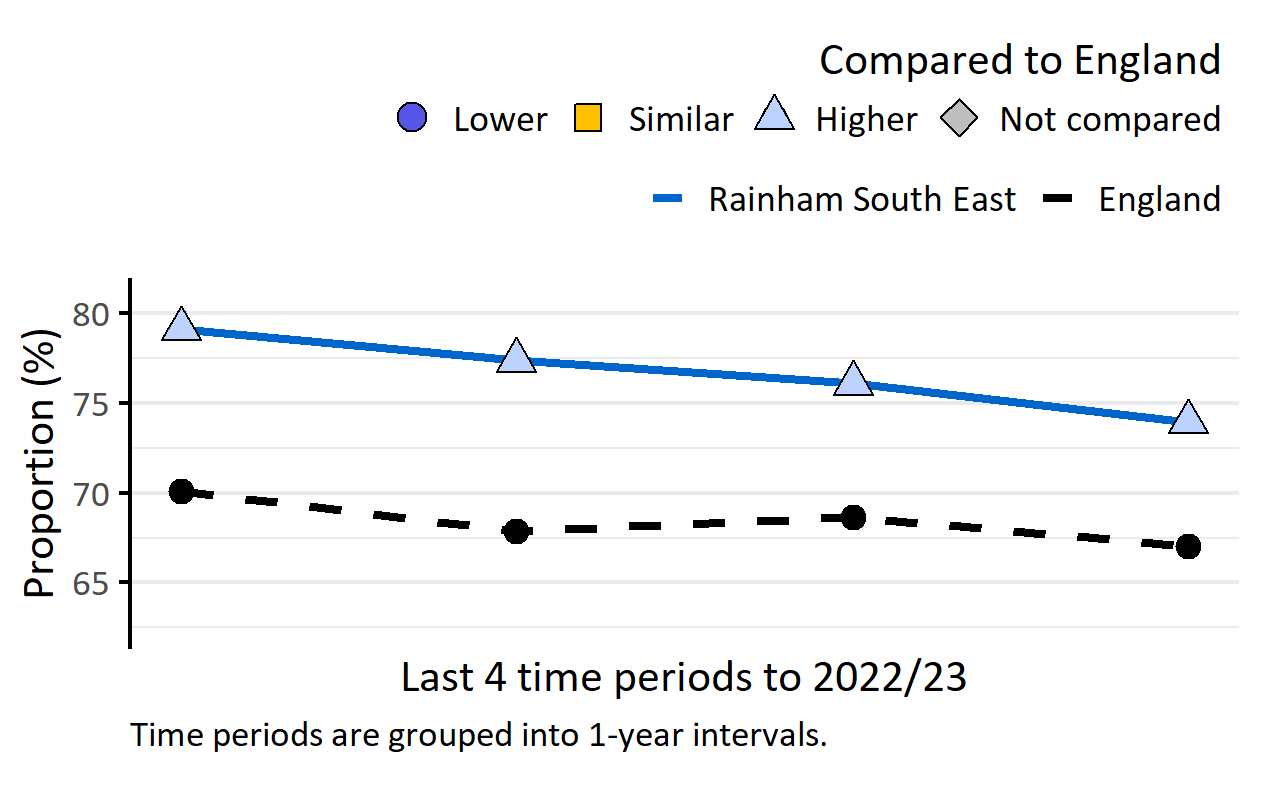 Compared to England
Lower Similar Higher Not compared
Rainham South East England
Proportion (%)
80
75
70
65
Last 4 time periods to 2022/23
Time periods are grouped into 1-year intervals.